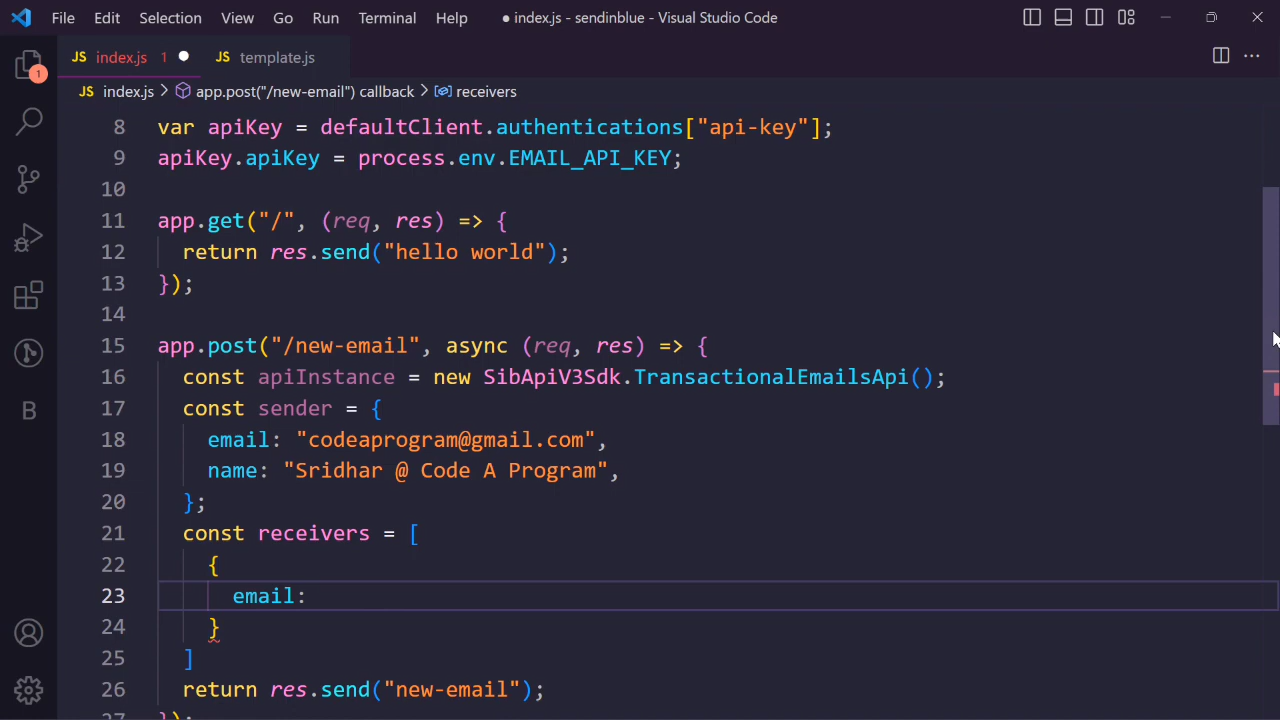 File Edit Selection View Go Run Terminal Help ● index.js - sendinblue - Visual Studio Code
JS index.js 1 ● JS template.js
1
JS index.js > app.post("/new-email") callback > receivers
8 var apiKey = defaultClient.authentications["api-key"];
9 apiKey.apiKey = process.env.EMAIL_API_KEY;
10
11 app.get("/", (req, res) => {
12 return res.send("hello world");
13 });
14
15 app.post("/new-email", async (req, res) => {
16 const apiInstance = new SibApiV3Sdk.TransactionalEmailsApi();
17 const sender = {
18 email: "codeaprogram@gmail.com",
19 name: "Sridhar @ Code A Program",
20 };
21 const receivers = [
22 {
23 email:
24 }
25 ]
26 return res.send("new-email");
27 });
B